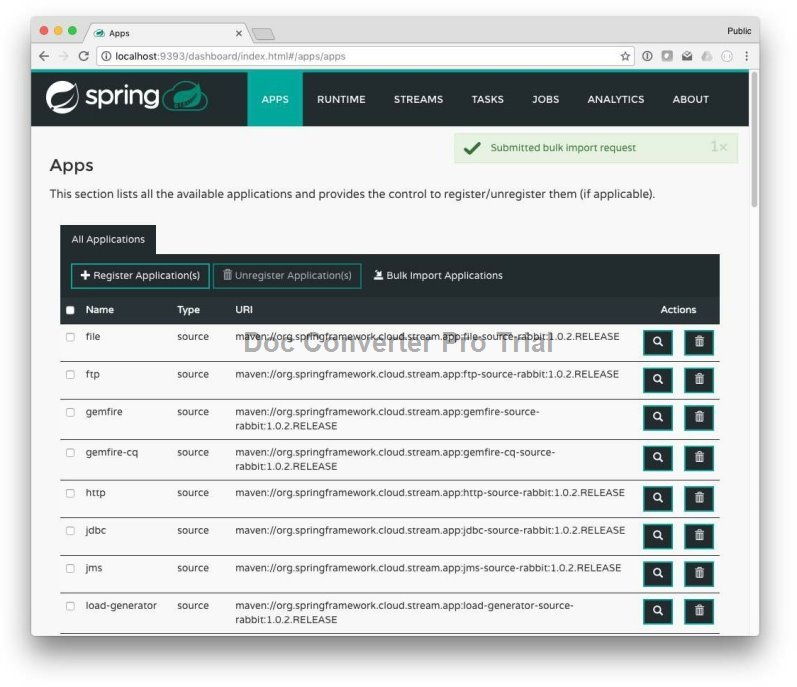 Apps
Public
localhost:9393/dashboard/index.html#/apps/apps
spring
APPS
RUNTIME
STREAMS
TASKS
JOBS
ANALYTICS
ABOUT
Submitted bulk import request
1×
Apps
This section lists all the available applications and provides the control to register/unregister them (if applicable).
All Applications
Register Application(s)
Unregister Application(s)
Bulk Import Applications
Name Type URI Actions
file source maven://org.springframework.cloud.stream.app:file-source-rabbit:1.0.2.RELEASE
Doc Converter Pro Trial
ftp source maven://org.springframework.cloud.stream.app:ftp-source-rabbit:1.0.2.RELEASE
gemfire source maven://org.springframework.cloud.stream.app:gemfire-source-
rabbit:1.0.2.RELEASE
gemfire-cq source maven://org.springframework.cloud.stream.app:gemfire-cq-source-
rabbit:1.0.2.RELEASE
http source maven://org.springframework.cloud.stream.app:http-source-rabbit:1.0.2.RELEASE
jdbc source maven://org.springframework.cloud.stream.app:jdbc-source-rabbit:1.0.2.RELEASE
jms source maven://org.springframework.cloud.stream.app:jms-source-rabbit:1.0.2.RELEASE
load-generator source maven://org.springframework.cloud.stream.app:load-generator-source-
rabbit:1.0.2.RELEASE